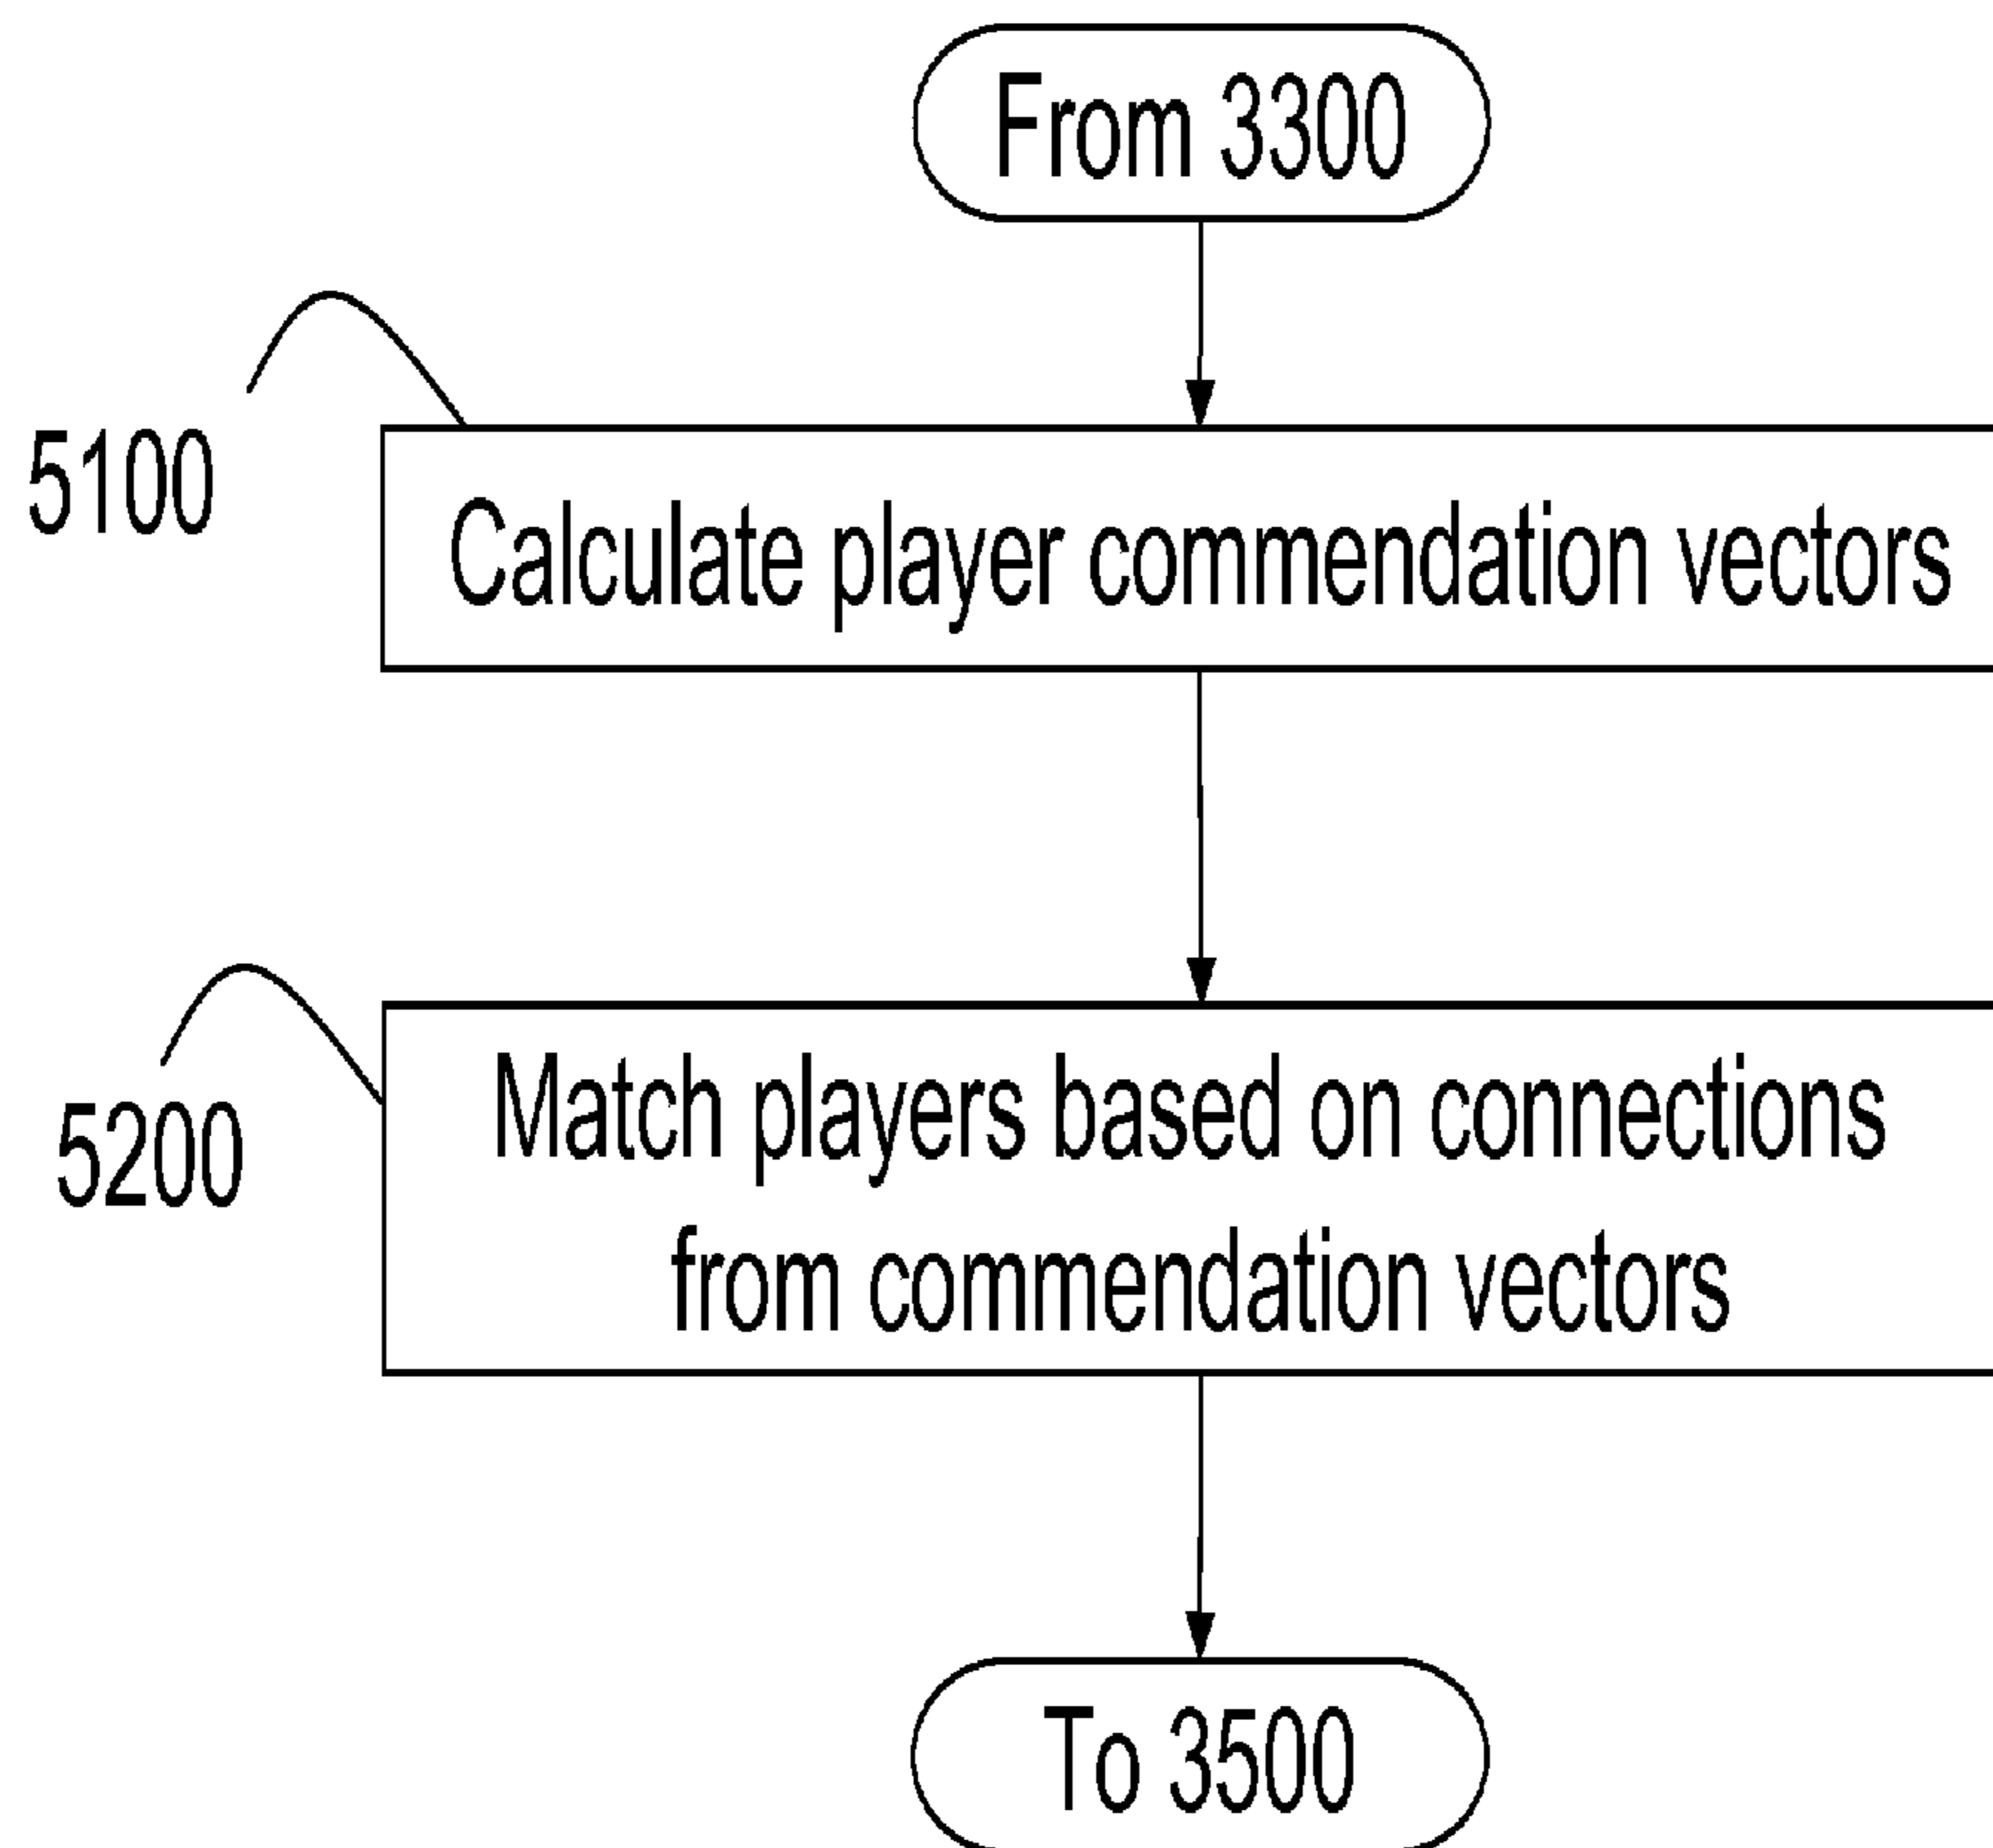 From 3300
5100
Calculate player commendation vectors
5200
Match players based on connections
from commendation vectors
To 3500